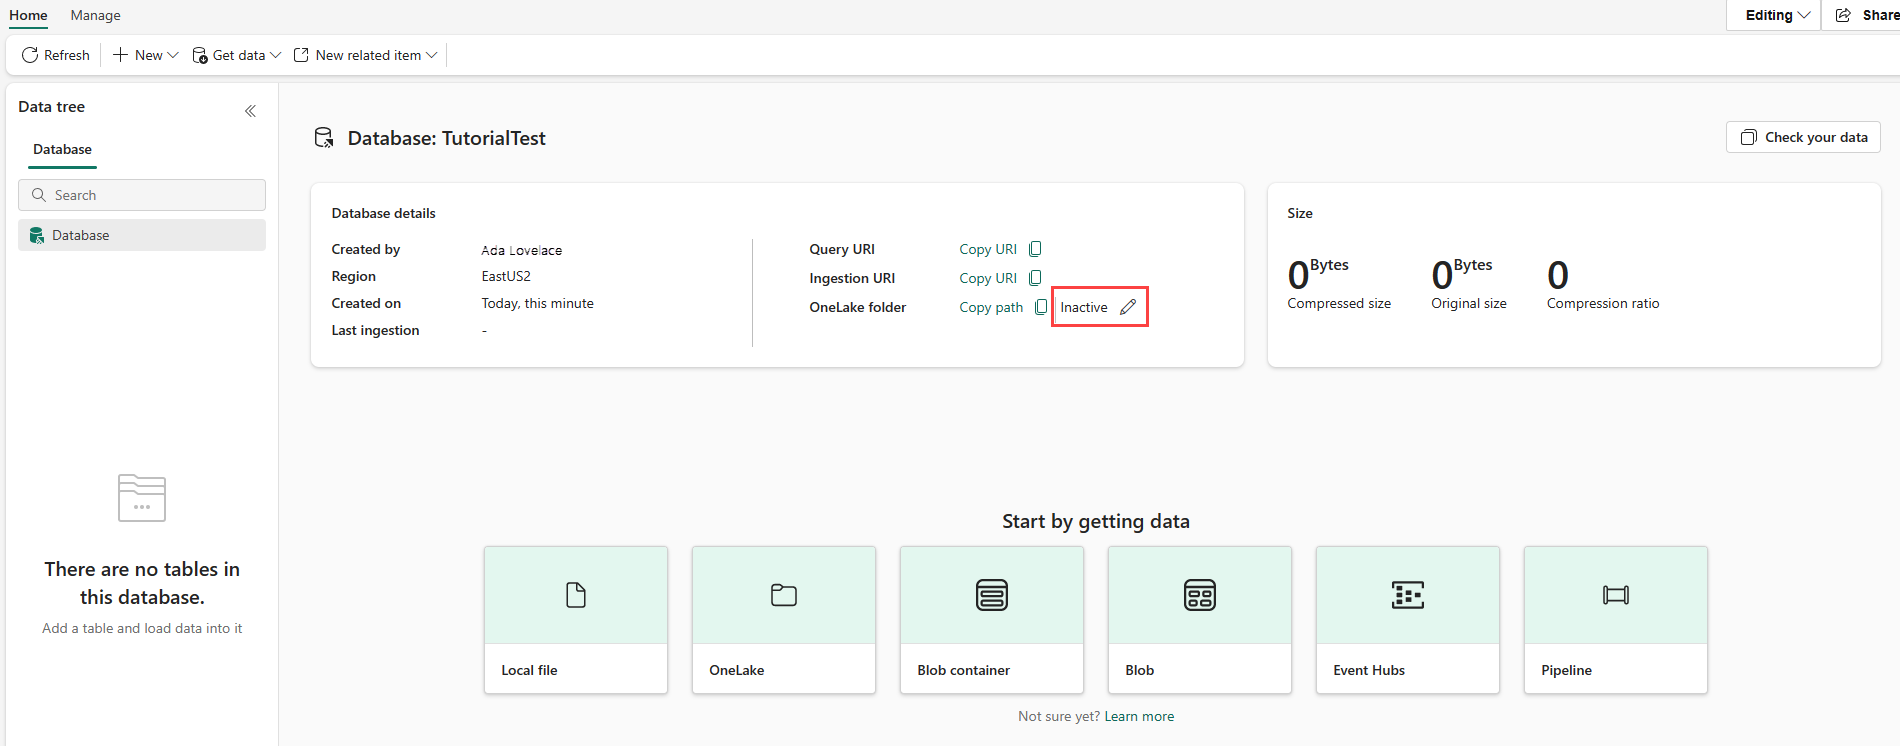 Home Manage Editing Share
Refresh New Get data New related item
Data tree
Database
Search
Database
There are no tables in
this database.
Add a table and load data into it
Database: TutorialTest
Check your data
Database details
Created by Ada Lovelace
Region EastUS2
Created on Today, this minute
Last ingestion -
Query URI Copy URI
Ingestion URI Copy URI
OneLake folder Copy path Inactive
Size
0 Bytes 0 Bytes 0
Compressed size Original size Compression ratio
Start by getting data
Local file OneLake Blob container Blob Event Hubs Pipeline
Not sure yet? Learn more